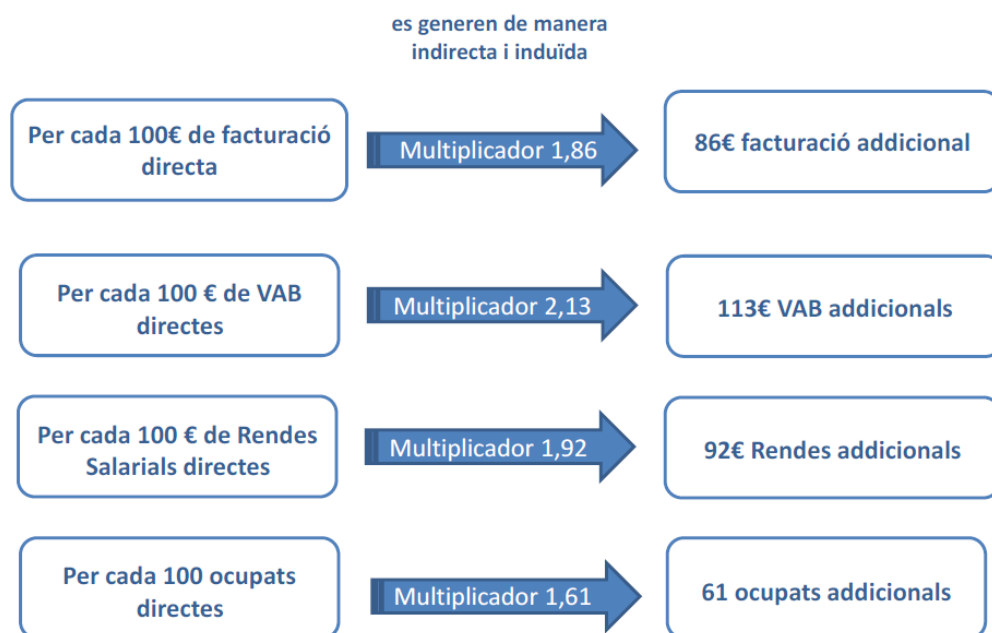 es generen de manera
indirecta i induïda
Per cada 100€ de facturació
directa
Multiplicador 1,86
86€ facturació addicional
Per cada 100 € de VAB
directes
Multiplicador 2,13
113€ VAB addicionals
Per cada 100 € de Rendes
Salarials directes
Multiplicador 1,92
92€ Rendes addicionals
Per cada 100 ocupats
directes
Multiplicador 1,61
61 ocupats addicionals